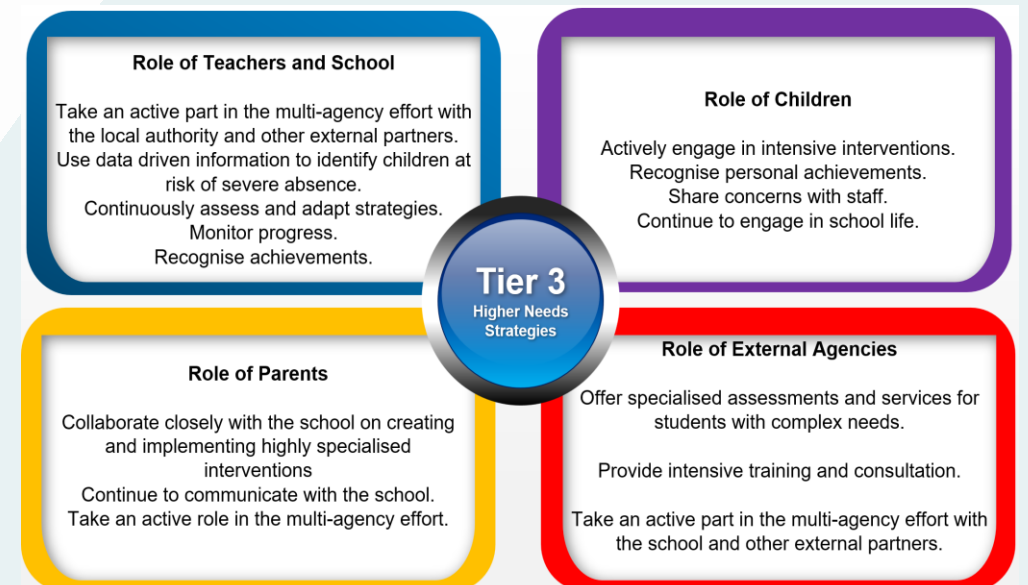 Role of Teachers and School
Take an active part in the multi-agency effort with
the local authority and other external partners.
Use data driven information to identify children at
risk of severe absence.
Continuously assess and adapt strategies.
Monitor progress.
Recognise achievements.
Role of Children
Actively engage in intensive interventions.
Recognise personal achievements.
Share concerns with staff.
Continue to engage in school life.
Tier 3
Higher Needs
Strategies
Role of Parents
Collaborate closely with the school on creating
and implementing highly specialised
interventions
Continue to communicate with the school.
Take an active role in the multi-agency effort.
Role of External Agencies
Offer specialised assessments and services for
students with complex needs.
Provide intensive training and consultation.
Take an active part in the multi-agency effort with
the school and other external partners.